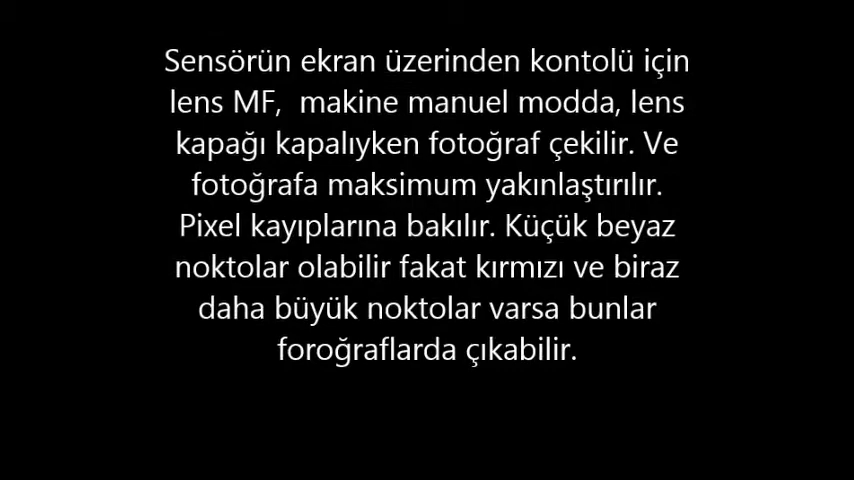 Sensörün ekran üzerinden kontolü için
lens MF,  makine manuel modda, lens
kapağı kapalıyken fotoğraf çekilir. Ve
fotoğrafa maksimum yakınlaştırılır.
Pixel kayıplarına bakılır. Küçük beyaz
noktolar olabilir fakat kırmızı ve biraz
daha büyük noktolar varsa bunlar
foroğraflarda çıkabilir.